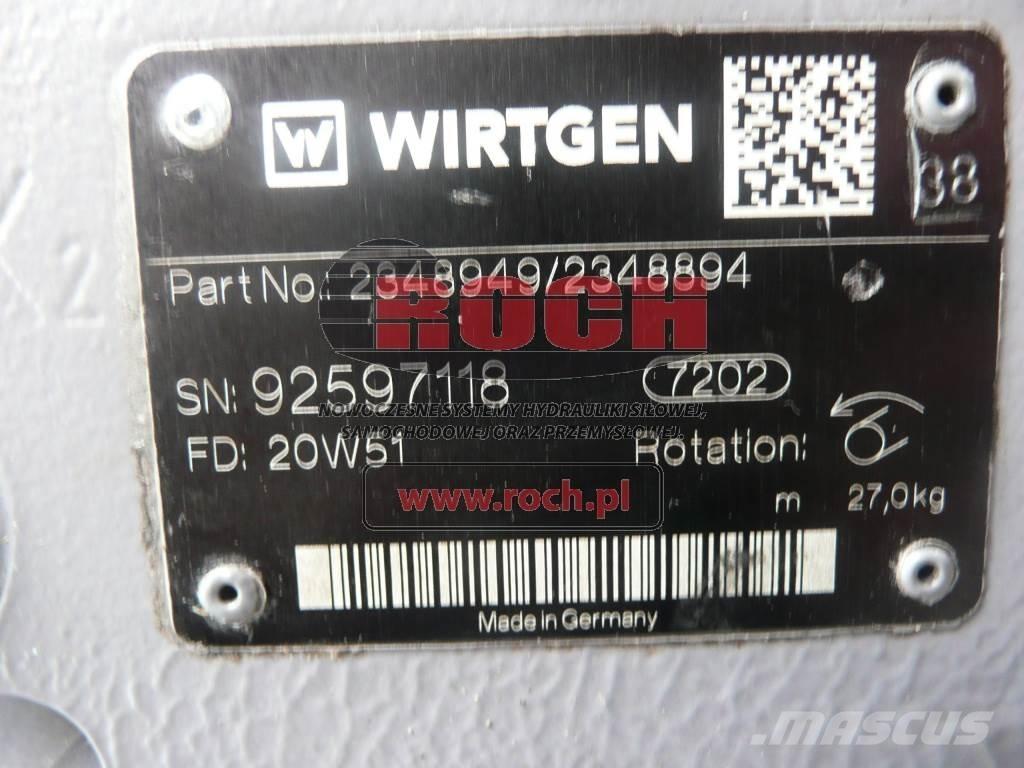 W WIRTGEN
38
Part No.: 2348949/2348894
ROCH
SN: 92597118
7202
NOWOCZESNE SYSTEMY HYDRAULIKI SIŁOWEJ,
SAMOCHODOWEJ ORAZ PRZEMYSŁOWEJ.
FD: 20W51
Rotation:
www.roch.pl
m 27,0kg
Made in Germany
2
MASCUS